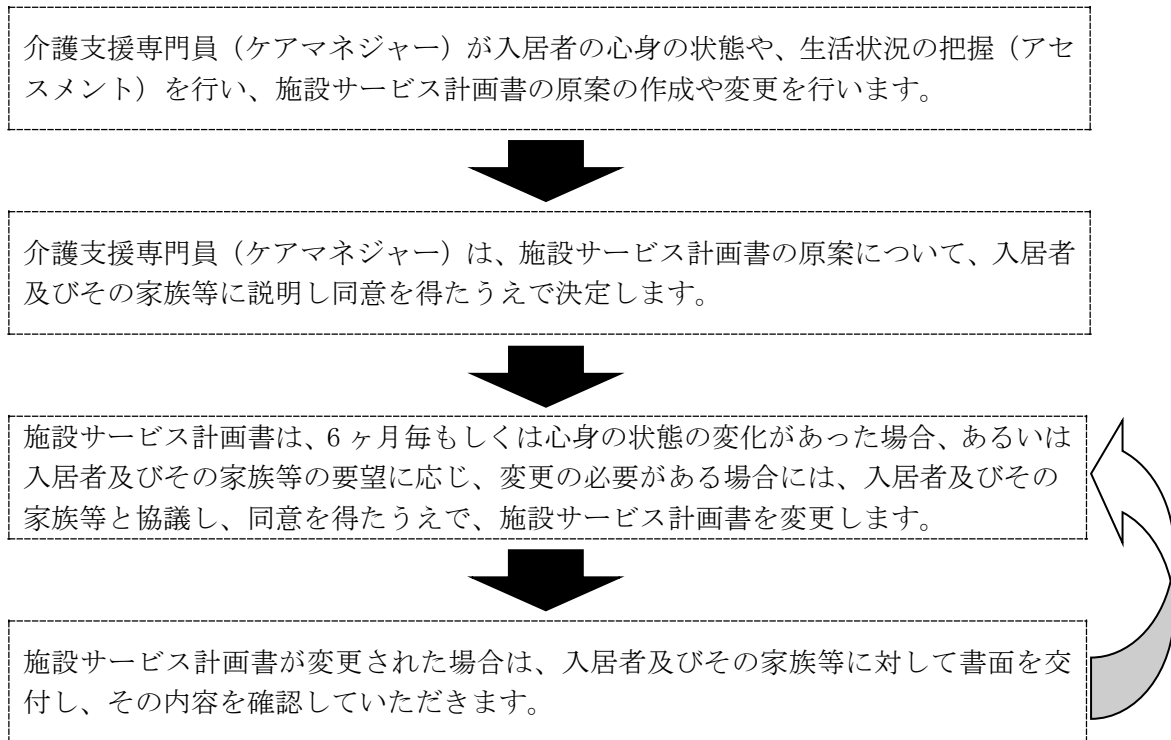 介護支援専門員（ケアマネジャー）が入居者の心身の状態や、生活状況の把握（アセ
スメント）を行い、施設サービス計画書の原案の作成や変更を行います。
介護支援専門員（ケアマネジャー）は、施設サービス計画書の原案について、入居者
及びその家族等に説明し同意を得たうえで決定します。
施設サービス計画書は、6 ヶ月毎もしくは心身の状態の変化があった場合、あるいは
入居者及びその家族等の要望に応じ、変更の必要がある場合には、入居者及びその
家族等と協議し、同意を得たうえで、施設サービス計画書を変更します。
施設サービス計画書が変更された場合は、入居者及びその家族等に対して書面を交
付し、その内容を確認していただきます。